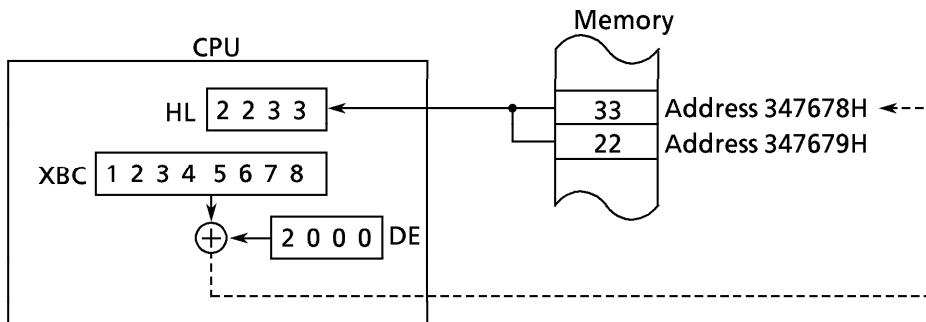 Memory
CPU
HL 2 2 3 3
33 Address 347678H
22 Address 347679H
XBC 1 2 3 4 5 6 7 8
+ 2 0 0 0 DE